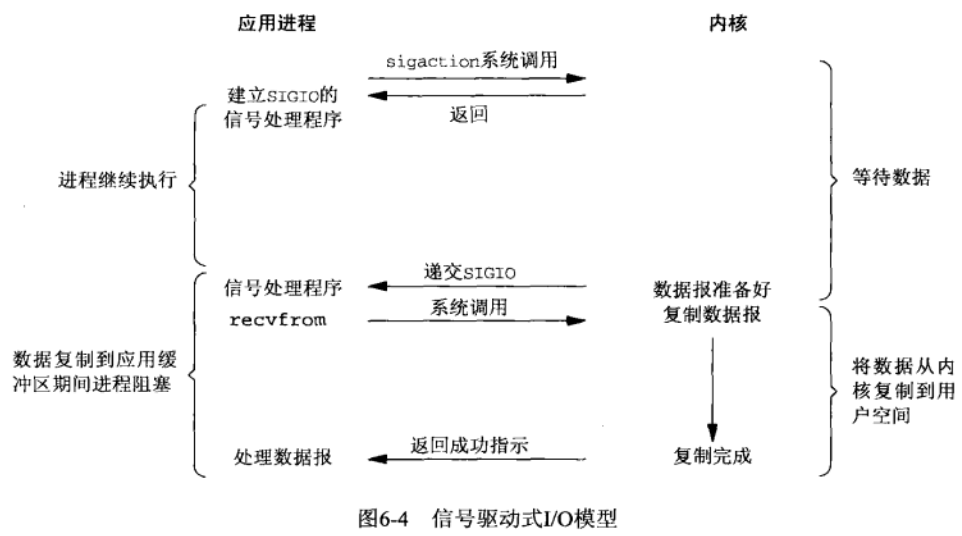 应用进程
内核
sigaction系统调用
建立SIGIO的
信号处理程序
返回
进程继续执行
等待数据
递交SIGIO
信号处理程序
数据报准备好
复制数据报
系统调用
recvfrom
数据复制到应用缓
冲区期间进程阻塞
将数据从内
核复制到用
户空间
返回成功指示
处理数据报
复制完成
图6-4 信号驱动式I/O模型